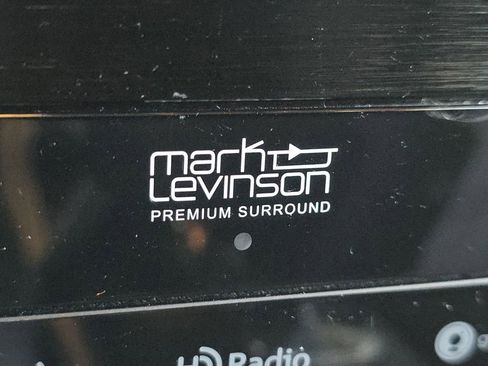 mark
Levinson
PREMIUM SURROUND
HD Radio